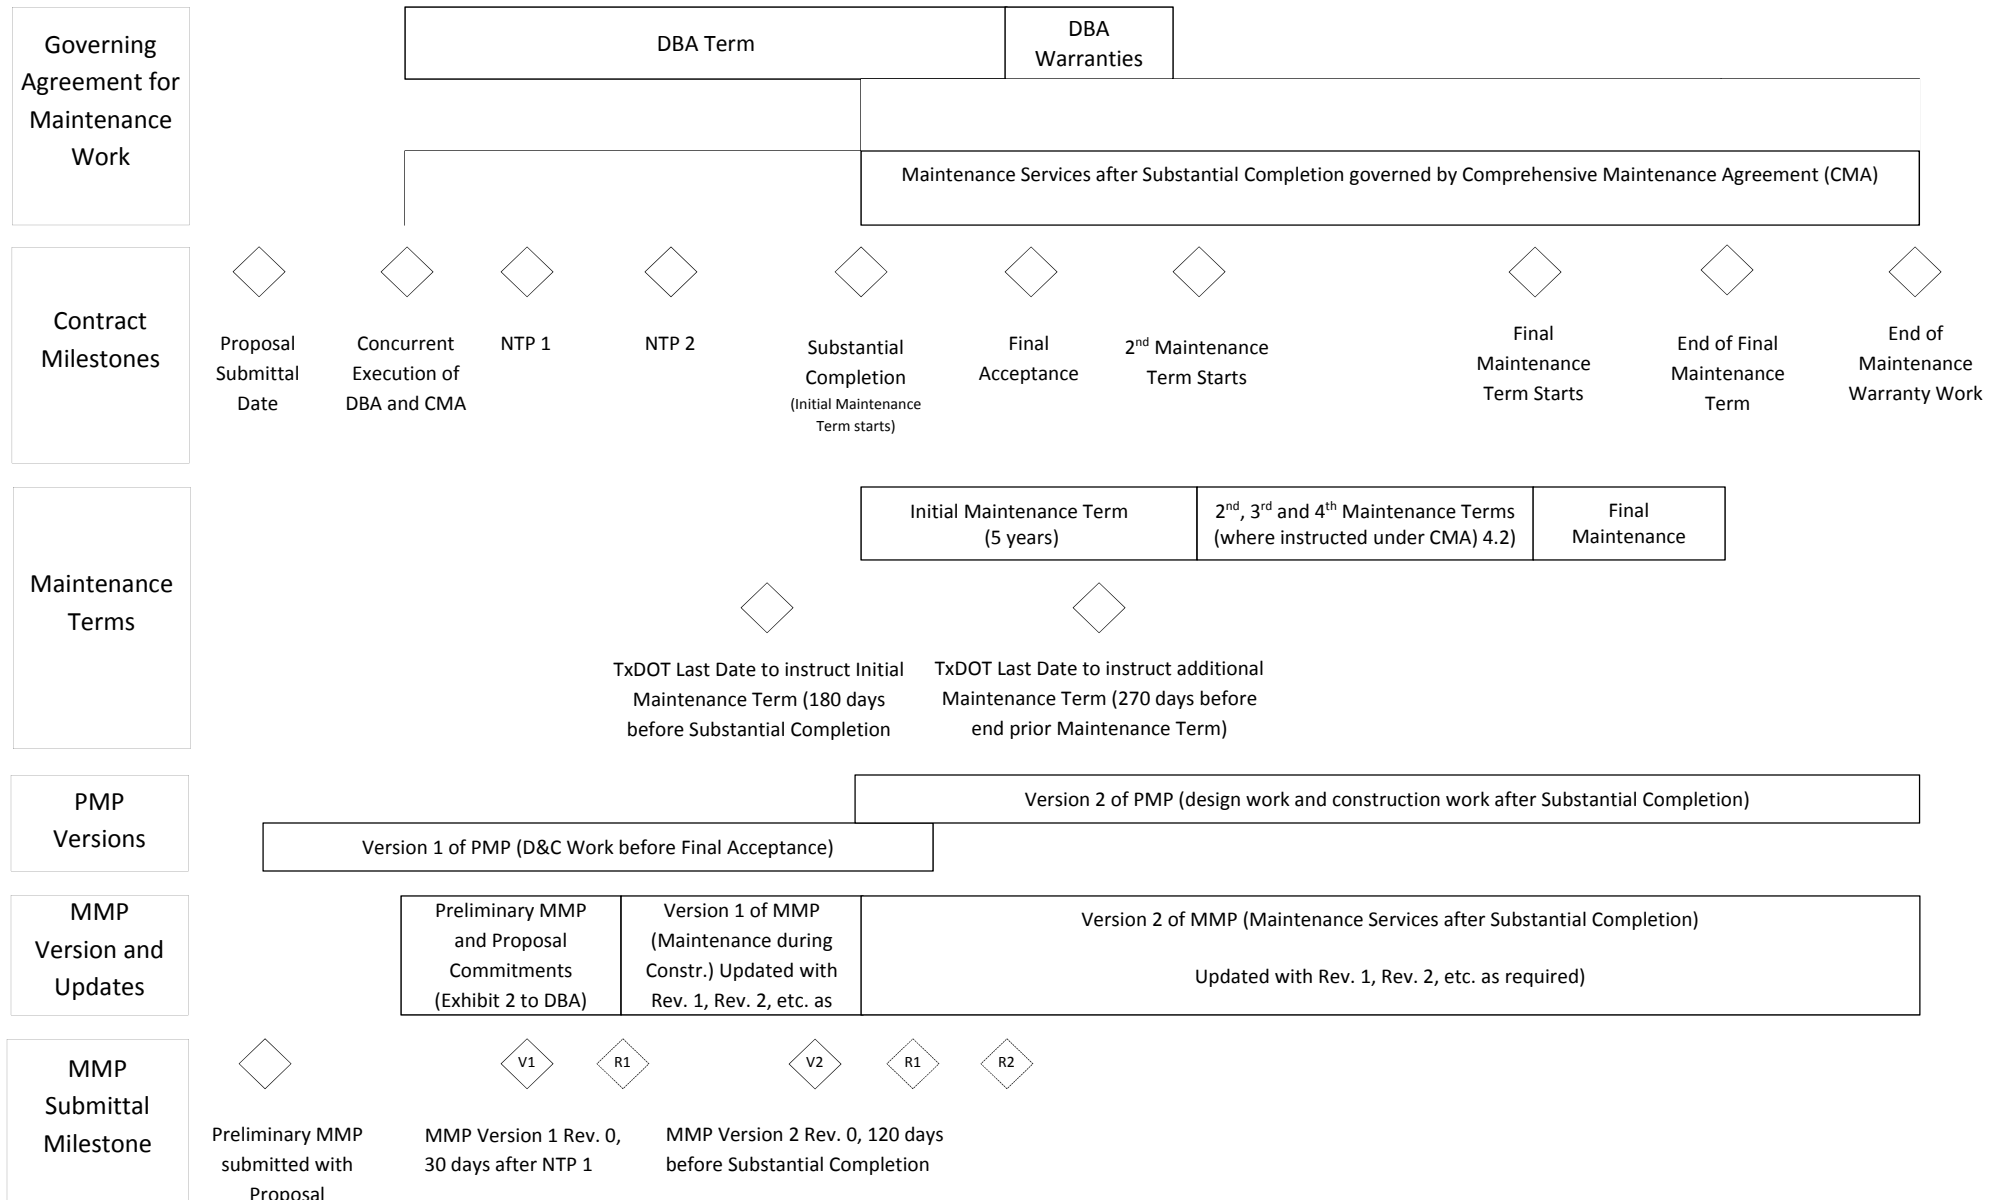 Governing
Agreement for
Maintenance
Work
DBA Term
DBA
Warranties
Maintenance Services after Substantial Completion governed by Comprehensive Maintenance Agreement (CMA)
Contract
Milestones
Proposal
Submittal
Date
Concurrent
Execution of
DBA and CMA
NTP 1
NTP 2
Substantial
Completion
(Initial Maintenance
Term starts)
Final
Acceptance
2nd Maintenance
Term Starts
Final
Maintenance
Term Starts
End of Final
Maintenance
Term
End of
Maintenance
Warranty Work
Maintenance
Terms
Initial Maintenance Term
(5 years)
2nd, 3rd and 4th Maintenance Terms
(where instructed under CMA) 4.2)
Final
Maintenance
TxDOT Last Date to instruct Initial
Maintenance Term (180 days
before Substantial Completion
TxDOT Last Date to instruct additional
Maintenance Term (270 days before
end prior Maintenance Term)
PMP
Versions
Version 2 of PMP (design work and construction work after Substantial Completion)
Version 1 of PMP (D&C Work before Final Acceptance)
MMP
Version and
Updates
Preliminary MMP
and Proposal
Commitments
(Exhibit 2 to DBA)
Version 1 of MMP
(Maintenance during
Constr.) Updated with
Rev. 1, Rev. 2, etc. as
Version 2 of MMP (Maintenance Services after Substantial Completion)
Updated with Rev. 1, Rev. 2, etc. as required)
MMP
Submittal
Milestone
V1
R1
V2
R1
R2
Preliminary MMP
submitted with
Proposal
MMP Version 1 Rev. 0,
30 days after NTP 1
MMP Version 2 Rev. 0, 120 days
before Substantial Completion